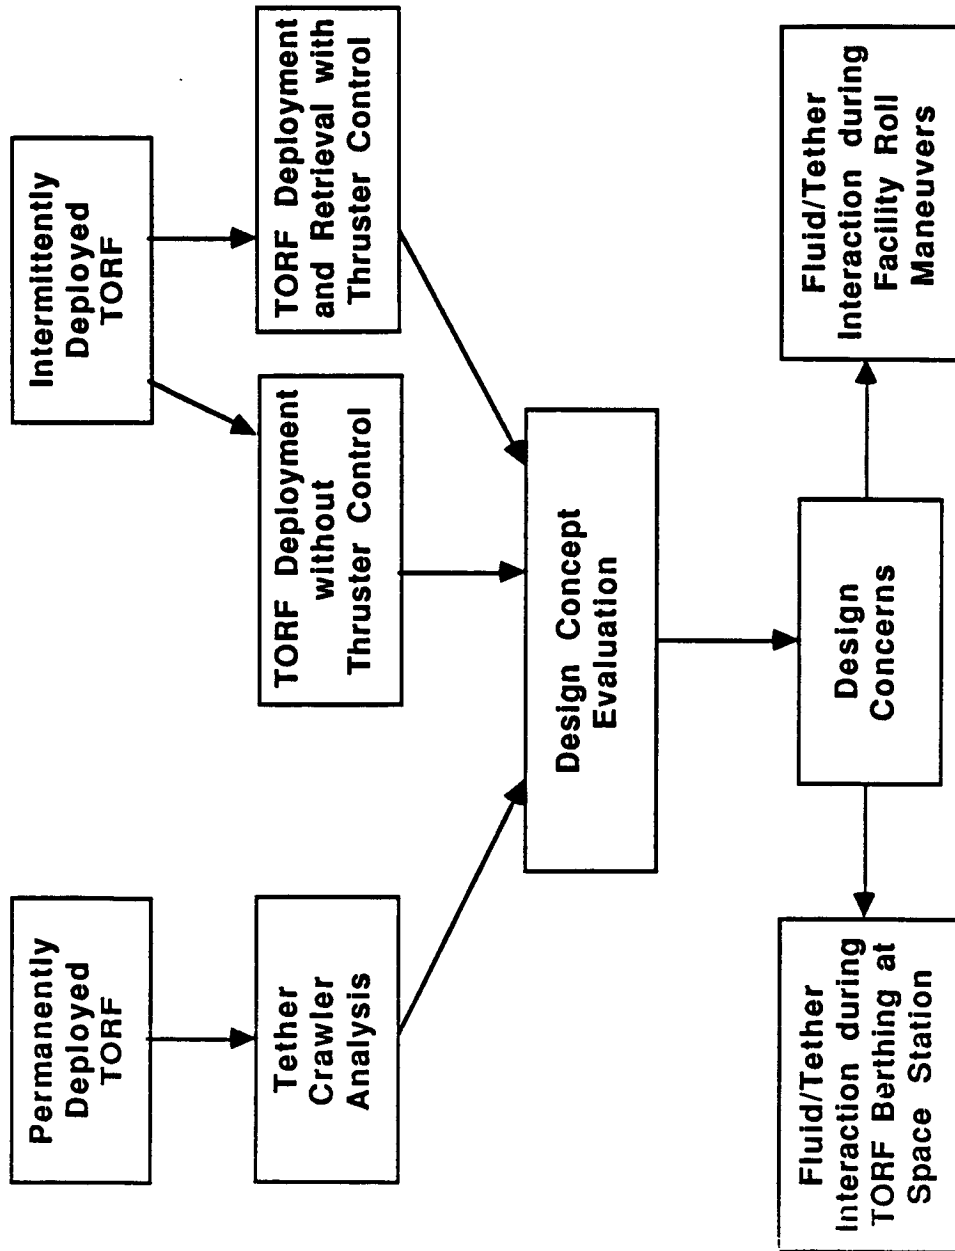 Permanently
Deployed
TORF
Intermittently
Deployed
TORF
Tether
Crawler
Analysis
TORF Deployment
without
Thruster Control
TORF Deployment
and Retrieval with
Thruster Control
Design Concept
Evaluation
Design
Concerns
Fluid/Tether
Interaction during
TORF Berthing at
Space Station
Fluid/Tether
Interaction during
Facility Roll
Maneuvers